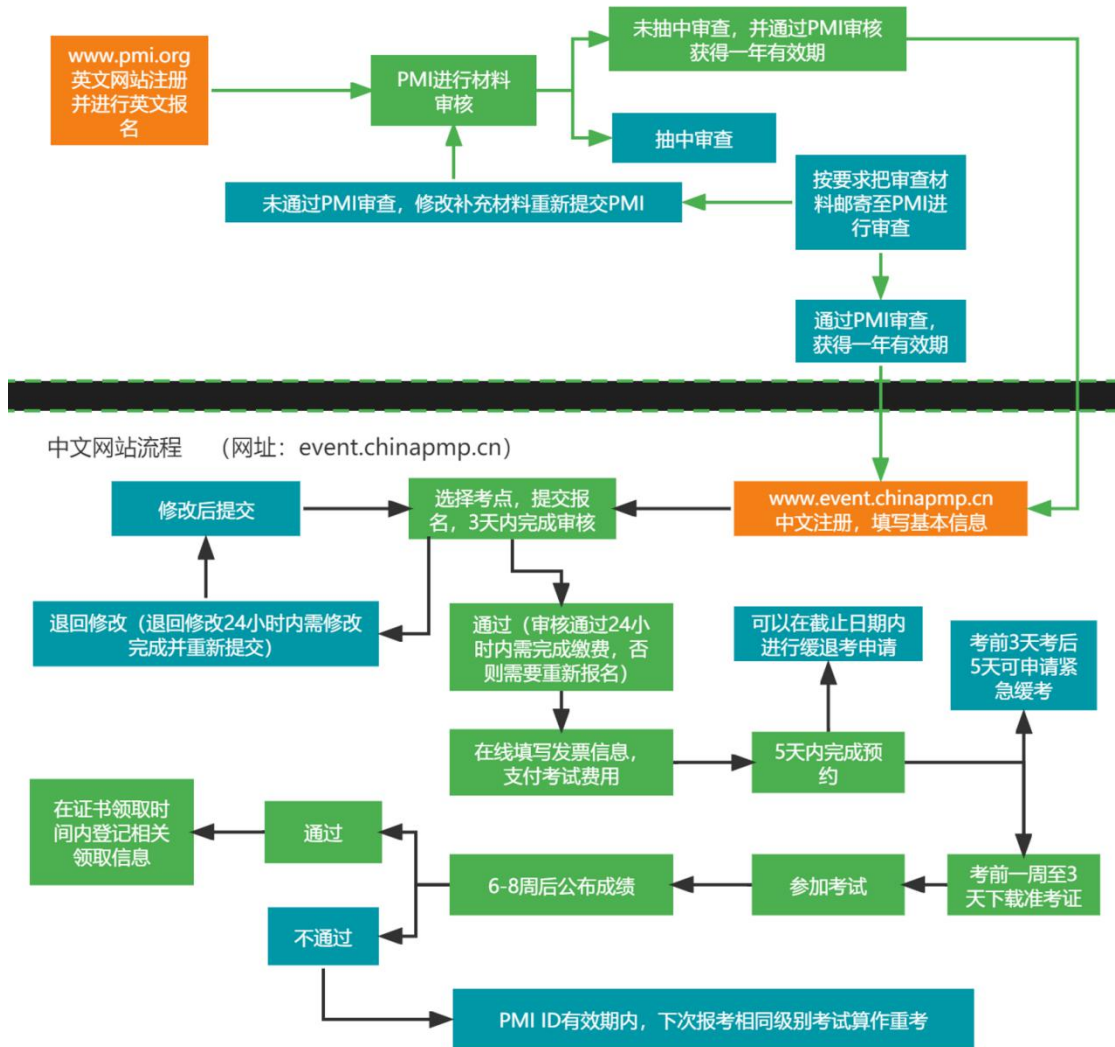 www.pmi.org
英文网站注册
并进行英文报
名
PMI进行材料
审核
未抽中审查，并通过PMI审核
获得一年有效期
抽中审查
按要求把审查材
料邮寄至PMI进
行审查
未通过PMI审查，修改补充材料重新提交PMI
通过PMI审查，
获得一年有效期
中文网站流程 （网址：event.chinapmp.cn）
www.event.chinapmp.cn
中文注册，填写基本信息
选择考点，提交报
名，3天内完成审核
修改后提交
退回修改（退回修改24小时内需修改
完成并重新提交）
通过（审核通过24小
时内需完成缴费，否
则需要重新报名）
在线填写发票信息，
支付考试费用
5天内完成预
约
可以在截止日期内
进行缓退考申请
考前3天考后
5天可申请紧
急缓考
考前一周至3
天下载准考证
参加考试
6-8周后公布成绩
通过
在证书领取时
间内登记相关
领取信息
不通过
PMI ID有效期内，下次报考相同级别考试算作重考